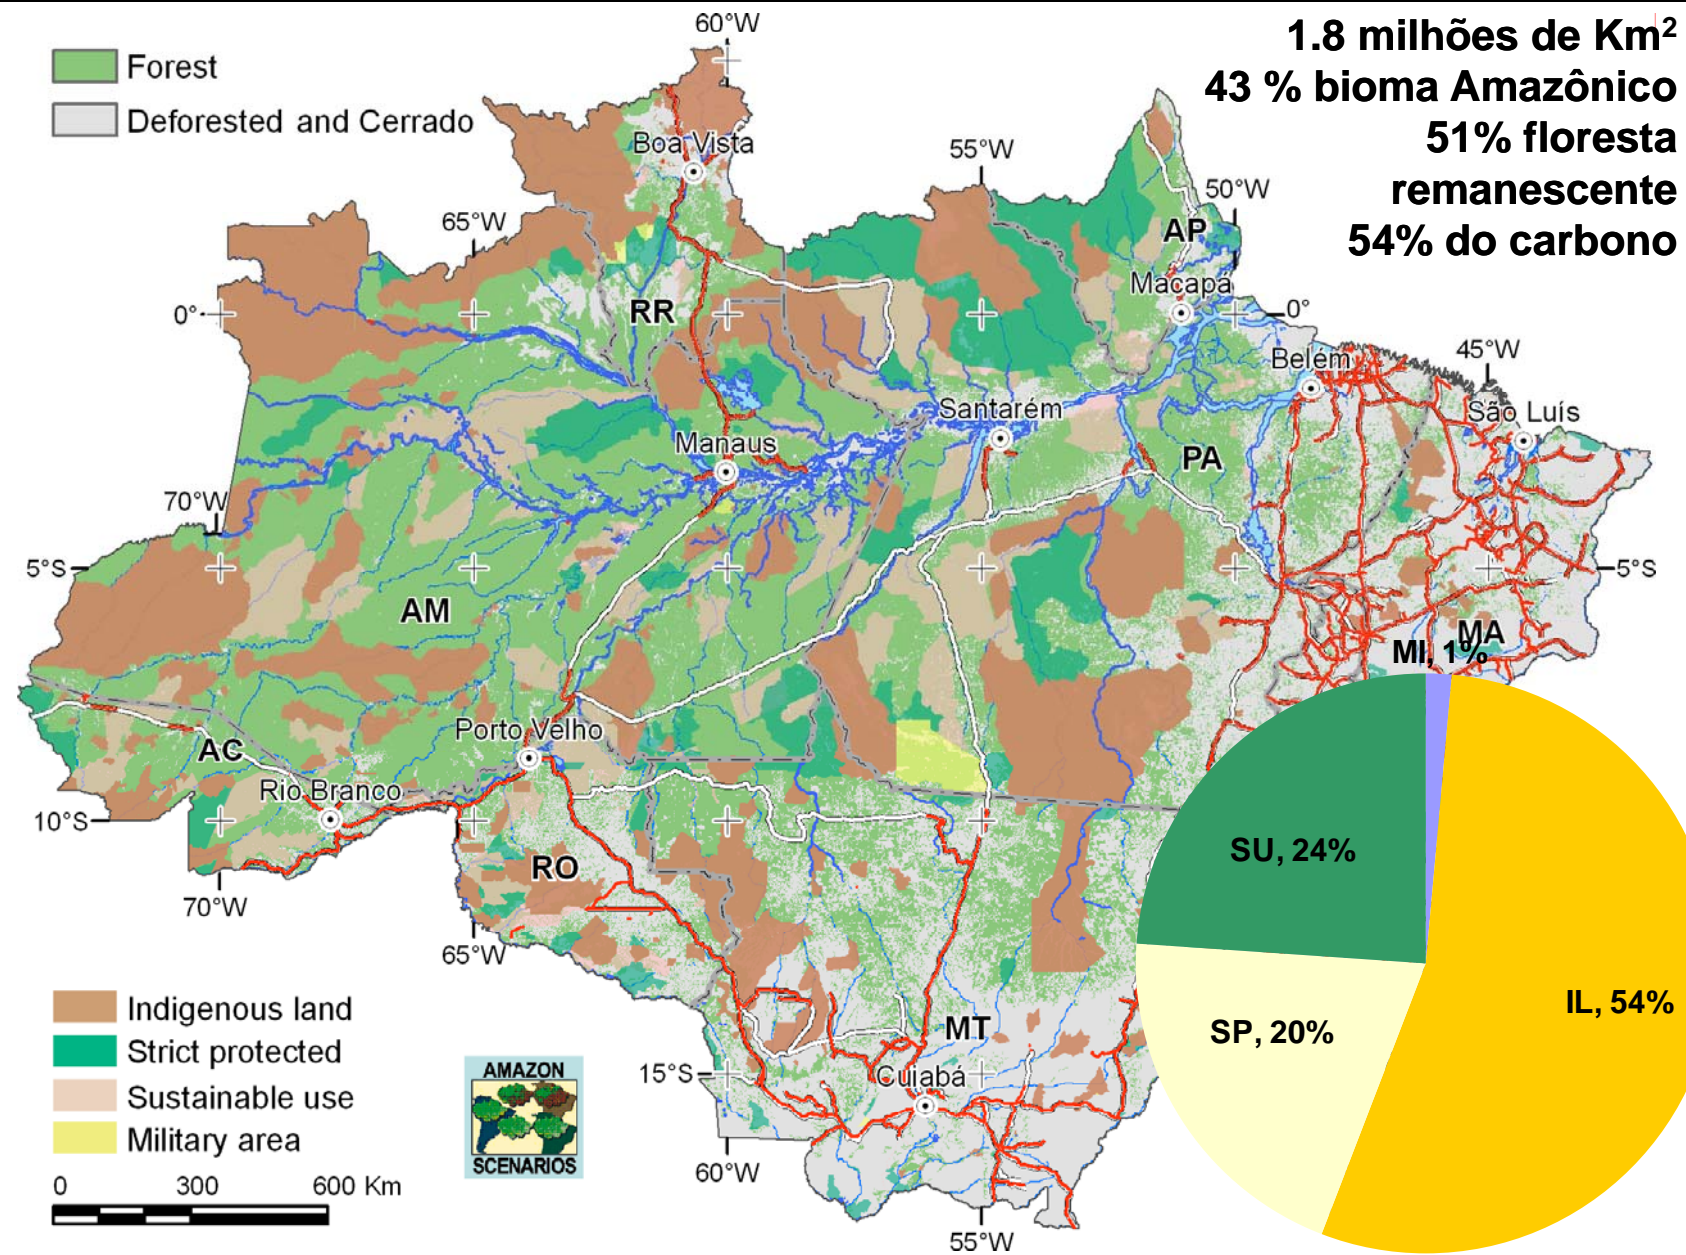 60°W
1.8 milhões de Km²
43 % bioma Amazônico
51% floresta
remanescente
54% do carbono
Forest
Deforested and Cerrado
Boa Vista
55°W
50°W
65°W
AP
Macapá
RR
0°
0°
Belém
45°W
Santarém
São Luís
Manaus
PA
70°W
5°S
5°S
AM
MA
MI, 1%
Porto Velho
AC
Rio Branco
10°S
SU, 24%
RO
70°W
65°W
IL, 54%
SP, 20%
Indigenous land
MT
Strict protected
AMAZON
15°S
Cuiabá
Sustainable use
Military area
SCENARIOS
60°W
0 300 600 Km
55°W